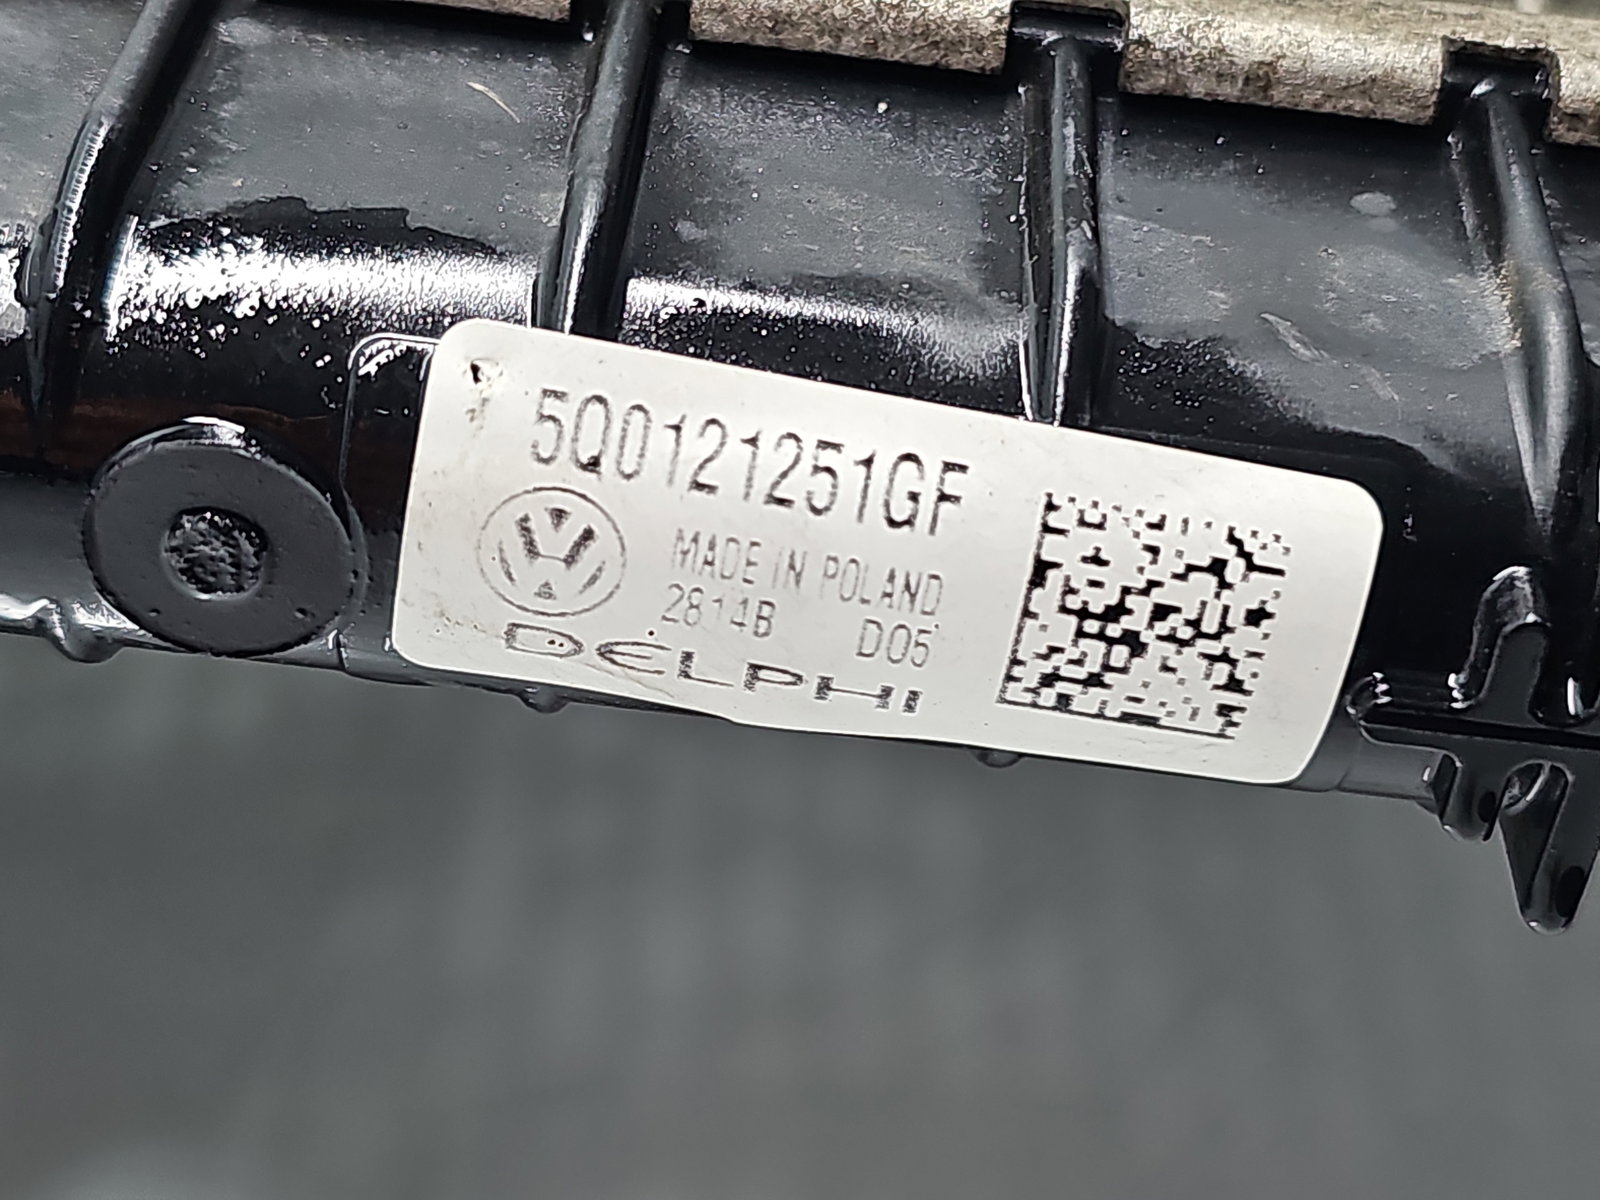 5Q0121251GF
MADE IN POLAND
2814B D05
DELPHI